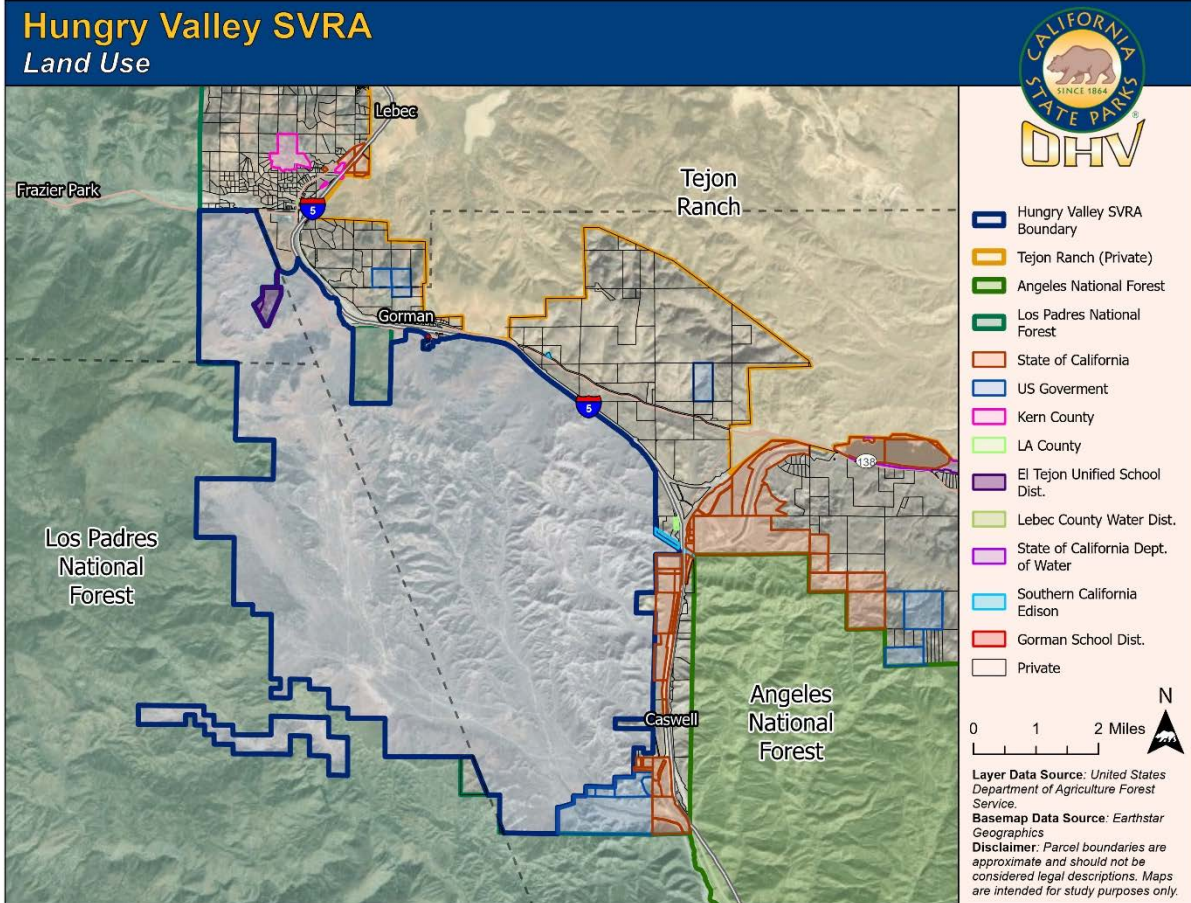 Hungry Valley SVRA
Land Use
CALIFORNIA
SINCE 1864
STATE PARKS
®
OHV
Lebec
Frazier Park
Tejon
Ranch
5
Gorman
5
138
Los Padres
National
Forest
Angeles
National
Forest
Caswell
Hungry Valley SVRA
Boundary
Tejon Ranch (Private)
Angeles National Forest
Los Padres National
Forest
State of California
US Goverment
Kern County
LA County
El Tejon Unified School
Dist.
Lebec County Water Dist.
State of California Dept.
of Water
Southern California
Edison
Gorman School Dist.
Private
N
0 1 2 Miles
Layer Data Source: United States
Department of Agriculture Forest
Service.
Basemap Data Source: Earthstar
Geographics
Disclaimer: Parcel boundaries are
approximate and should not be
considered legal descriptions. Maps
are intended for study purposes only.